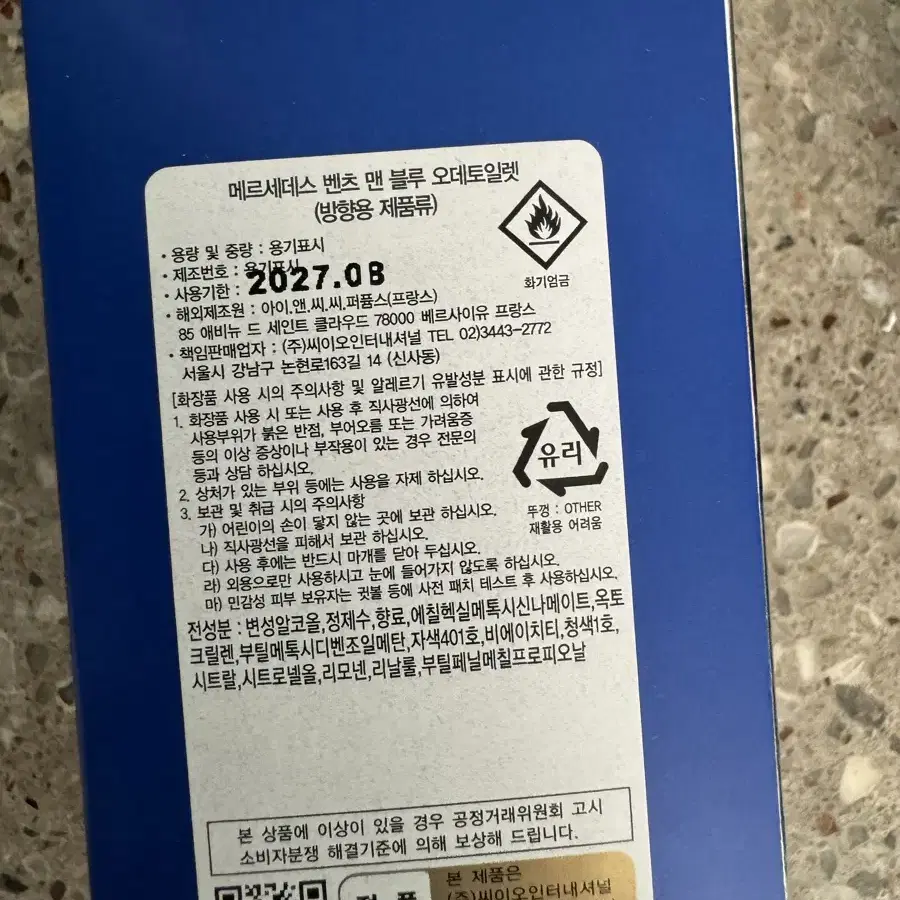 메르세데스 벤츠 맨 블루 오데토일렛
(방향용 제품류)
• 용량 및 중량 : 용기표시
• 제조번호 : 용기표시
• 사용기한 : 2027.08
• 해외제조원 : 아이.앤.씨.씨.퍼퓸스(프랑스)
85 애비뉴 드 세인트 클라우드 78000 베르사이유 프랑스
• 책임판매업자 : (주)씨이오인터내셔널 TEL 02)3443-2772
서울시 강남구 논현로163길 14 (신사동)
화기엄금
[화장품 사용 시의 주의사항 및 알레르기 유발성분 표시에 관한 규정]
1. 화장품 사용 시 또는 사용 후 직사광선에 의하여
사용부위가 붉은 반점, 부어오름 또는 가려움증
등의 이상 증상이나 부작용이 있는 경우 전문의
등과 상담 하십시오.
2. 상처가 있는 부위 등에는 사용을 자제 하십시오.
3. 보관 및 취급 시의 주의사항
가) 어린이의 손이 닿지 않는 곳에 보관 하십시오.
나) 직사광선을 피해서 보관 하십시오.
다) 사용 후에는 반드시 마개를 닫아 두십시오.
라) 외용으로만 사용하시고 눈에 들어가지 않도록 하십시오.
마) 민감성 피부 보유자는 귓볼 등에 사전 패치 테스트 후 사용하십시오.
유리
뚜껑 : OTHER
재활용 어려움
전성분 : 변성알코올,정제수,향료,에칠헥실메톡시신나메이트,옥토
크릴렌,부틸메톡시디벤조일메탄,자색401호,비에이치티,청색1호,
시트랄,시트로넬올,리모넨,리날룰,부틸페닐메칠프로피오날
본 상품에 이상이 있을 경우 공정거래위원회 고시
소비자분쟁 해결기준에 의해 보상해 드립니다.
정 품
본 제품은
(주)씨이오인터내셔널